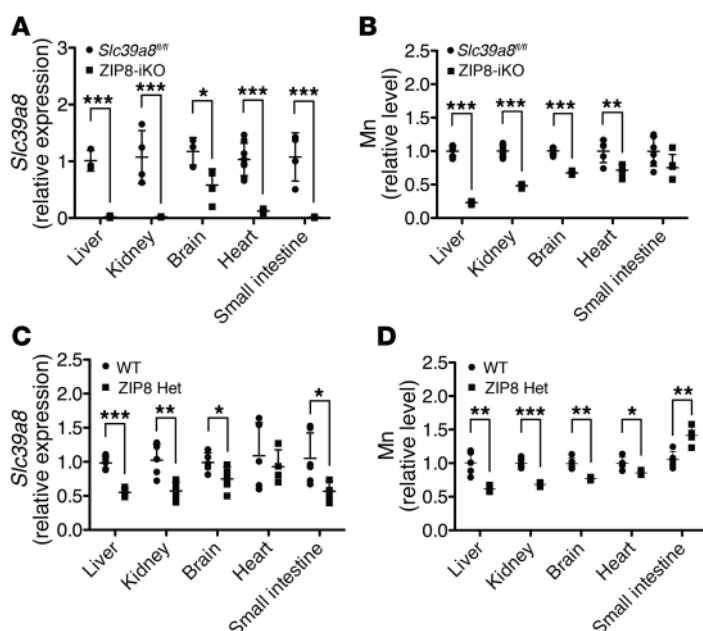 A
Slc39a8fl/fl
ZIP8-iKO
Slc39a8
(relative expression)
3
2
1
0
***
***
*
***
***
Liver
Kidney
Brain
Heart
Small intestine
B
Slc39a8fl/fl
ZIP8-iKO
Mn
(relative level)
2.5
2.0
1.5
1.0
0.5
0
***
***
***
**
Liver
Kidney
Brain
Heart
Small intestine
C
WT
ZIP8 Het
Slc39a8
(relative expression)
2.5
2.0
1.5
1.0
0.5
0.0
***
**
*
*
Liver
Kidney
Brain
Heart
Small intestine
D
WT
ZIP8 Het
Mn
(relative level)
2.5
2.0
1.5
1.0
0.5
0
**
***
**
*
**
Liver
Kidney
Brain
Heart
Small intestine